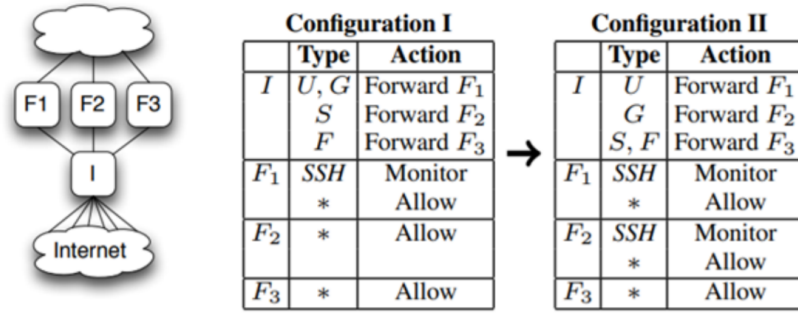 F1 F2 F3
I
Internet
Configuration I
Type Action
I U, G Forward F₁
S Forward F₂
F Forward F₃
F₁ SSH Monitor
* Allow
F₂ * Allow
F₃ * Allow
→
Configuration II
Type Action
I U Forward F₁
G Forward F₂
S, F Forward F₃
F₁ SSH Monitor
* Allow
F₂ SSH Monitor
* Allow
F₃ * Allow